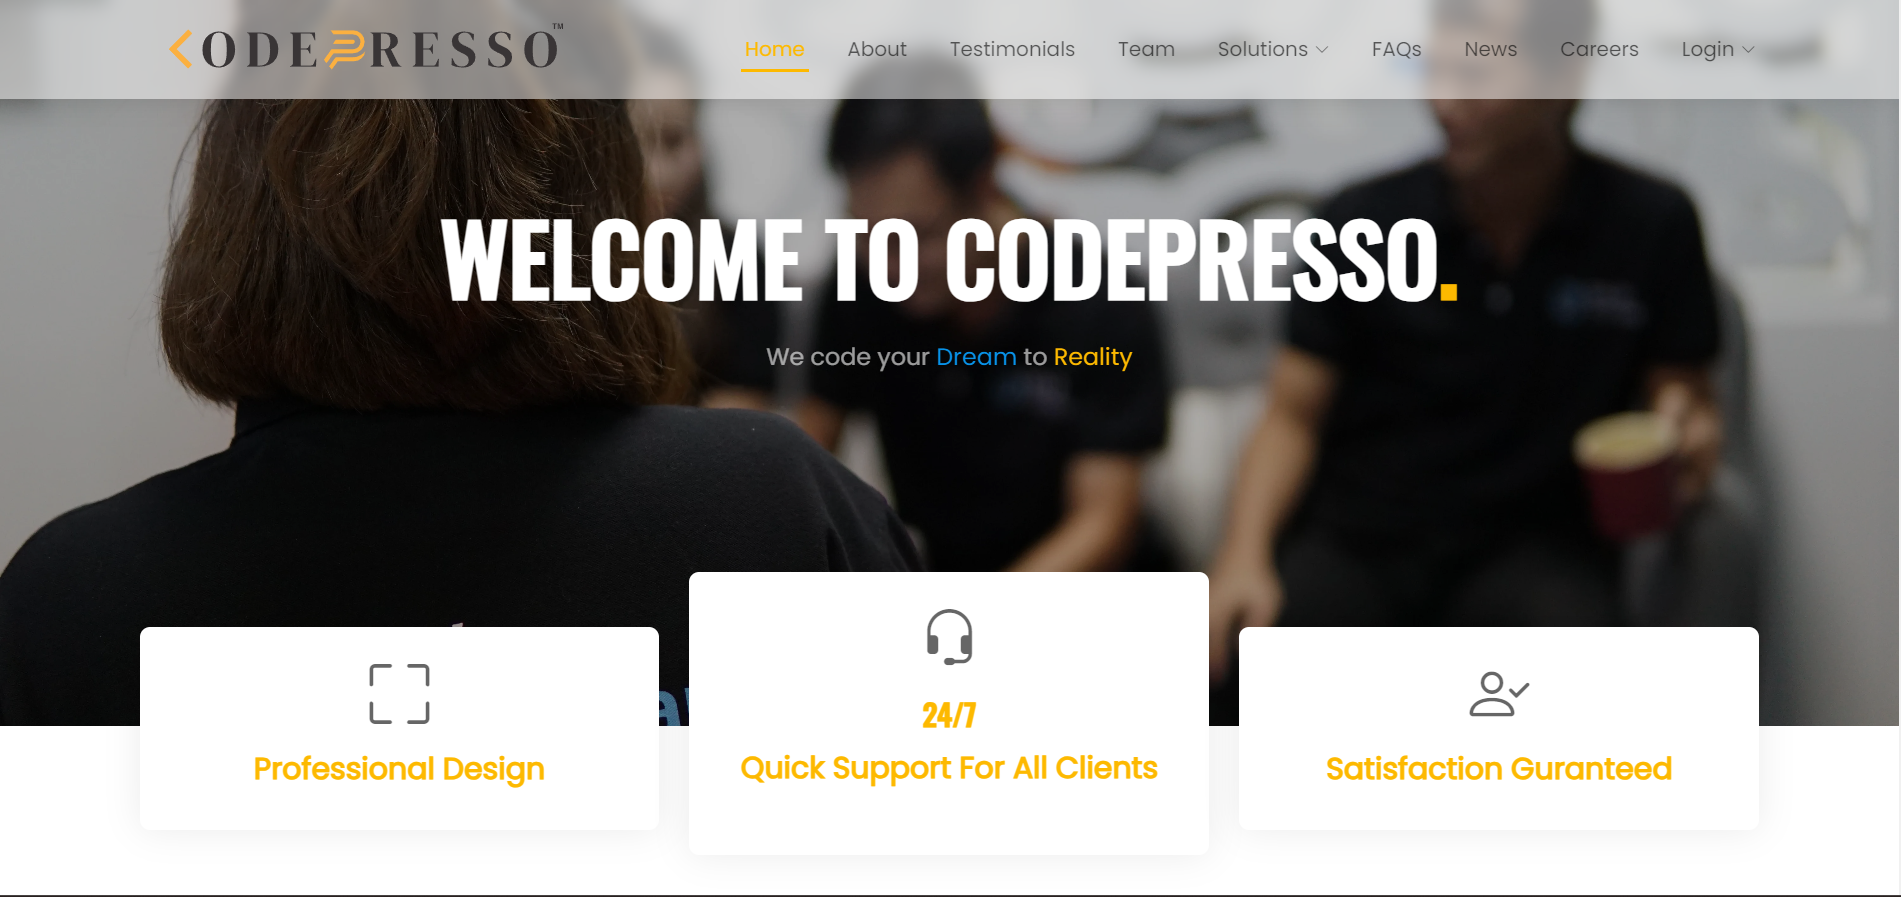 <ODEPRESSO™
Home About Testimonials Team Solutions FAQs News Careers Login
WELCOME TO CODEPRESSO.
We code your Dream to Reality
Professional Design
24/7
Quick Support For All Clients
Satisfaction Guranteed